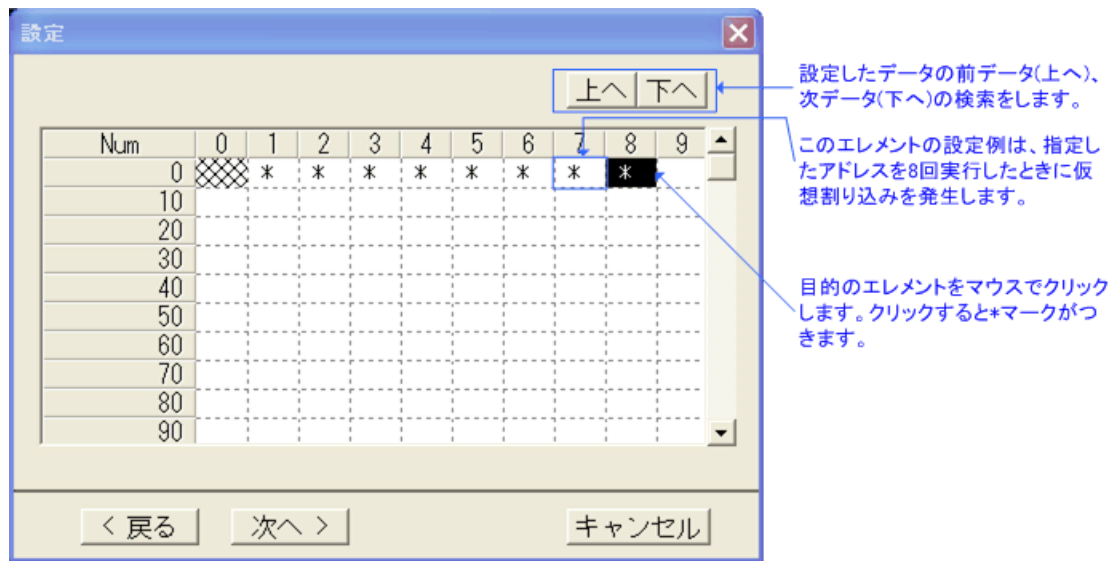 設定
上へ 下へ
設定したデータの前データ(上へ)、
次データ(下へ)の検索をします。
Num 0 1 2 3 4 5 6 7 8 9
0 * * * * * * * *
10
20
30
40
50
60
70
80
90
このエレメントの設定例は、指定し
たアドレスを8回実行したときに仮
想割り込みを発生します。
目的のエレメントをマウスでクリック
します。クリックすると*マークがつ
きます。
< 戻る 次へ > キャンセル